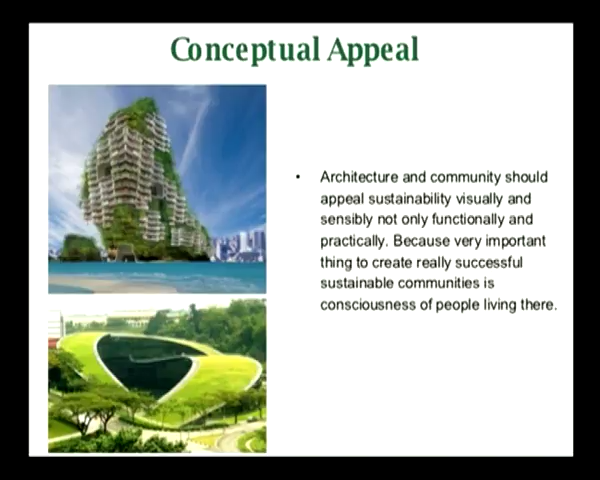 Conceptual Appeal
• Architecture and community should
appeal sustainability visually and
sensibly not only functionally and
practically. Because very important
thing to create really successful
sustainable communities is
consciousness of people living there.